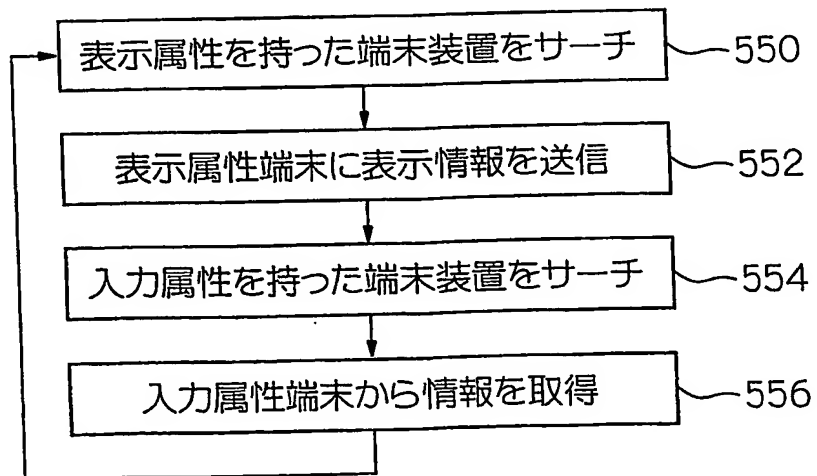 表示属性を持った端末装置をサーチ 550
表示属性端末に表示情報を送信 552
入力属性を持った端末装置をサーチ 554
入力属性端末から情報を取得 556